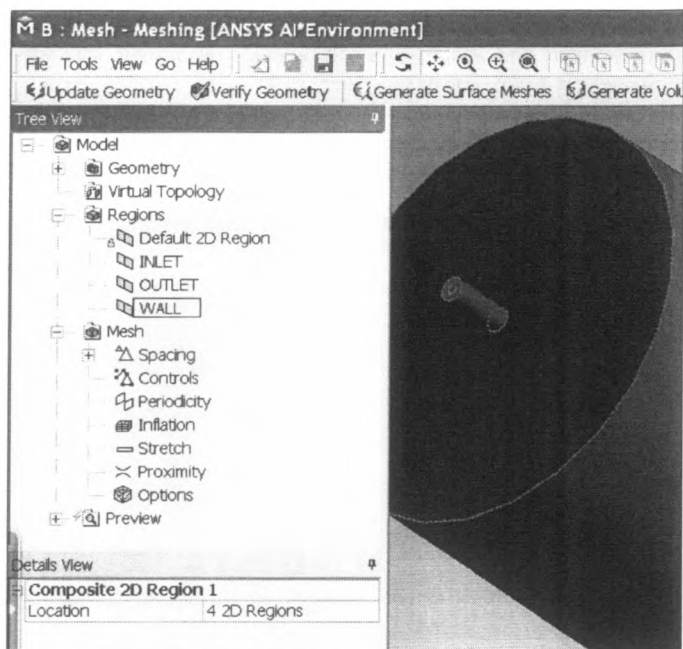 B : Mesh - Meshing [ANSYS AI*Environment]
File Tools View Go Help
Update Geometry Verify Geometry Generate Surface Meshes Generate Volu
Tree View
Model
Geometry
Virtual Topology
Regions
Default 2D Region
INLET
OUTLET
WALL
Mesh
Spacing
Controls
Periodicity
Inflation
Stretch
Proximity
Options
Preview
Details View
Composite 2D Region 1
Location 4 2D Regions